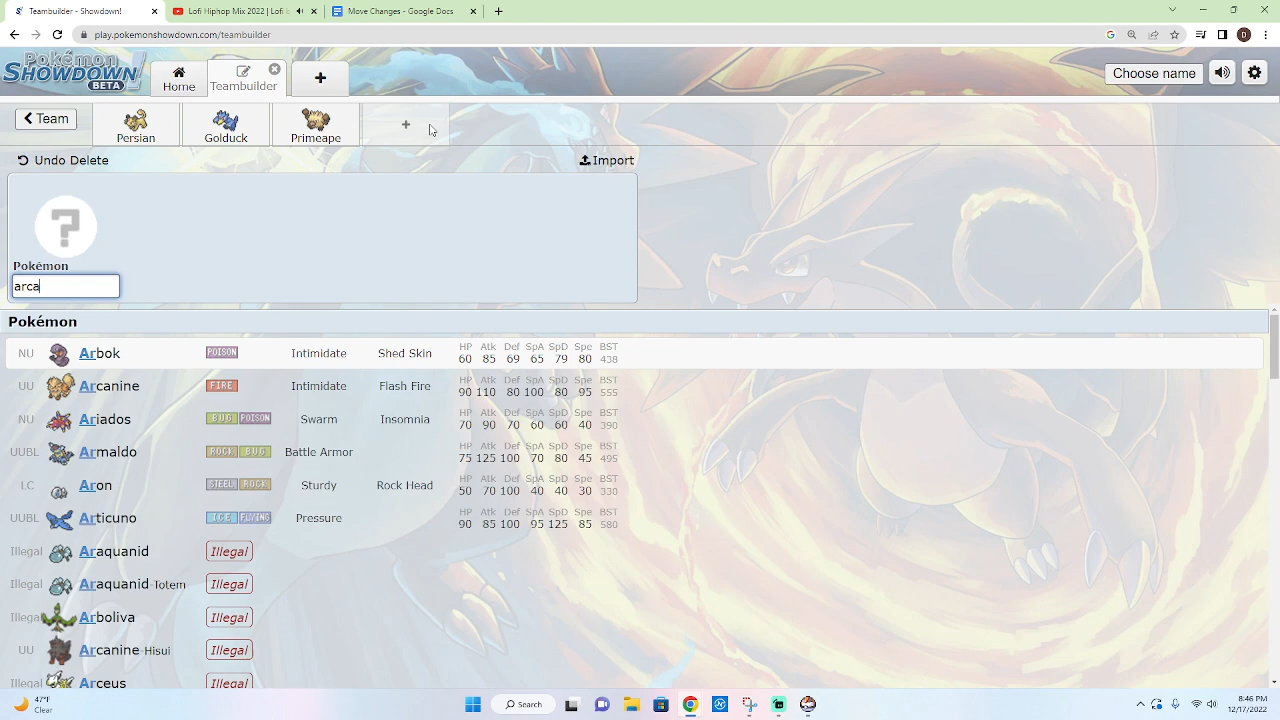 Teambuilder - Showdown!
Lofi HipHop Mix 2022 | Lofi
Move Changes - Google Docs
play.pokemonshowdown.com/teambuilder
D
Pokémon
SHOWDOWN!
BETA
Home
Teambuilder
Choose name
Team
Persian
Golduck
Primeape
Undo Delete
Import
?
Pokémon
arca
Pokémon
NU Arbok POISON Intimidate Shed Skin HP 60 Atk 85 Def 69 SpA 65 SpD 79 Spe 80 BST 438
UU Arcanine FIRE Intimidate Flash Fire HP 90 Atk 110 Def 80 SpA 100 SpD 80 Spe 95 BST 555
NU Ariados BUG POISON Swarm Insomnia HP 70 Atk 90 Def 70 SpA 60 SpD 60 Spe 40 BST 390
UUBL Armaldo ROCK BUG Battle Armor HP 75 Atk 125 Def 100 SpA 70 SpD 80 Spe 45 BST 495
LC Aron STEEL ROCK Sturdy Rock Head HP 50 Atk 70 Def 100 SpA 40 SpD 40 Spe 30 BST 330
UUBL Articuno ICE FLYING Pressure HP 90 Atk 85 Def 100 SpA 95 SpD 125 Spe 85 BST 580
Illegal Araquanid Illegal
Illegal Araquanid-Totem Illegal
Illegal Arboliva Illegal
UU Arcanine-Hisui Illegal
Illegal Arceus Illegal
47°F
Clear
Search
8:46 PM
12/17/2022